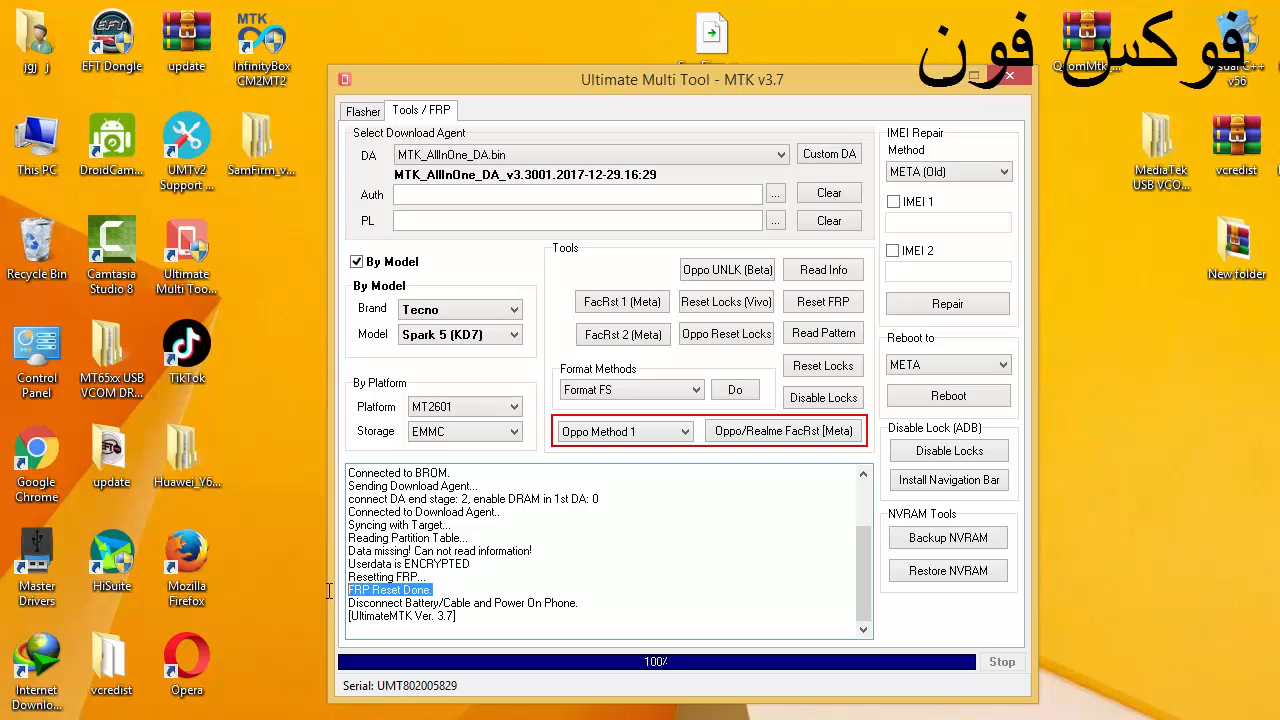 فوكس فون
jgj j
EFT Dongle
update
MTK
InfinityBox
CM2MT2
This PC
DroidCam...
UMTv2
Support ...
SamFirm_v...
Recycle Bin
Camtasia
Studio 8
Ultimate
Multi Too...
Control
Panel
MT65xx USB
VCOM DR...
TikTok
Google
Chrome
update
Huawei_Y6...
Master
Drivers
HiSuite
Mozilla
Firefox
Internet
Downlo...
vcredist
Opera
v56
MediaTek
USB VCO...
vcredist
New folder
Ultimate Multi Tool - MTK v3.7
Flasher
Tools / FRP
Select Download Agent
DA
MTK_AllInOne_DA.bin
Custom DA
MTK_AllInOne_DA_v3.3001.2017-12-29.16:29
Auth
...
Clear
PL
...
Clear
By Model
By Model
Brand
Tecno
Model
Spark 5 (KD7)
By Platform
Platform
MT2601
Storage
EMMC
Tools
Oppo UNLK (Beta)
Read Info
FacRst 1 (Meta)
Reset Locks (Vivo)
Reset FRP
FacRst 2 (Meta)
Oppo Reset Locks
Read Pattern
Reset Locks
Format Methods
Format FS
Do
Disable Locks
Oppo Method 1
Oppo/Realme FacRst [Meta)
IMEI Repair
Method
META (Old)
IMEI 1
IMEI 2
Repair
Reboot to
META
Reboot
Disable Lock (ADB)
Disable Locks
Install Navigation Bar
NVRAM Tools
Backup NVRAM
Restore NVRAM
Connected to BROM.
Sending Download Agent...
connect DA end stage: 2, enable DRAM in 1st DA: 0
Connected to Download Agent..
Syncing with Target...
Reading Partition Table...
Data missing! Can not read information!
Userdata is ENCRYPTED
Resetting FRP...
FRP Reset Done.
Disconnect Battery/Cable and Power On Phone.
[UltimateMTK Ver. 3.7]
100%
Stop
Serial: UMT802005829